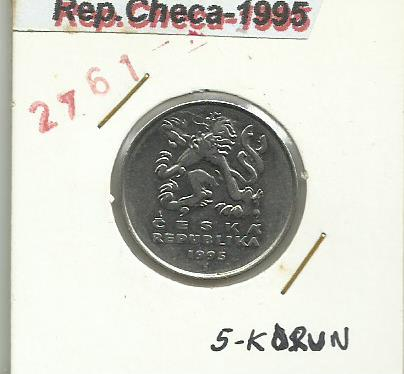 Rep. Checa-1995
2761
ČESKÁ
REPUBLIKA
1995
5-KORUN